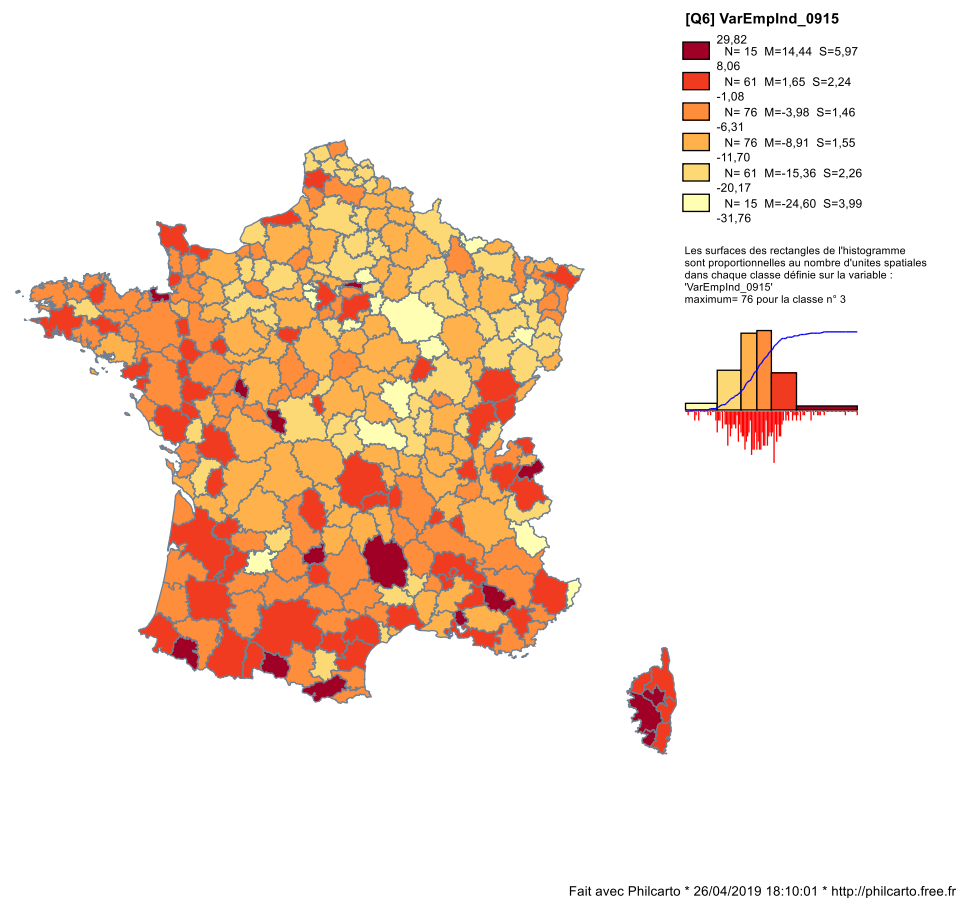 [Q6] VarEmpInd_0915
29,82
N= 15 M=14,44 S=5,97
8,06
N= 61 M=1,65 S=2,24
-1,08
N= 76 M=-3,98 S=1,46
-6,31
N= 76 M=-8,91 S=1,55
-11,70
N= 61 M=-15,36 S=2,26
-20,17
N= 15 M=-24,60 S=3,99
-31,76
Les surfaces des rectangles de l'histogramme
sont proportionnelles au nombre d'unites spatiales
dans chaque classe définie sur la variable :
'VarEmpInd_0915'
maximum= 76 pour la classe n° 3
Fait avec Philcarto * 26/04/2019 18:10:01 * http://philcarto.free.fr